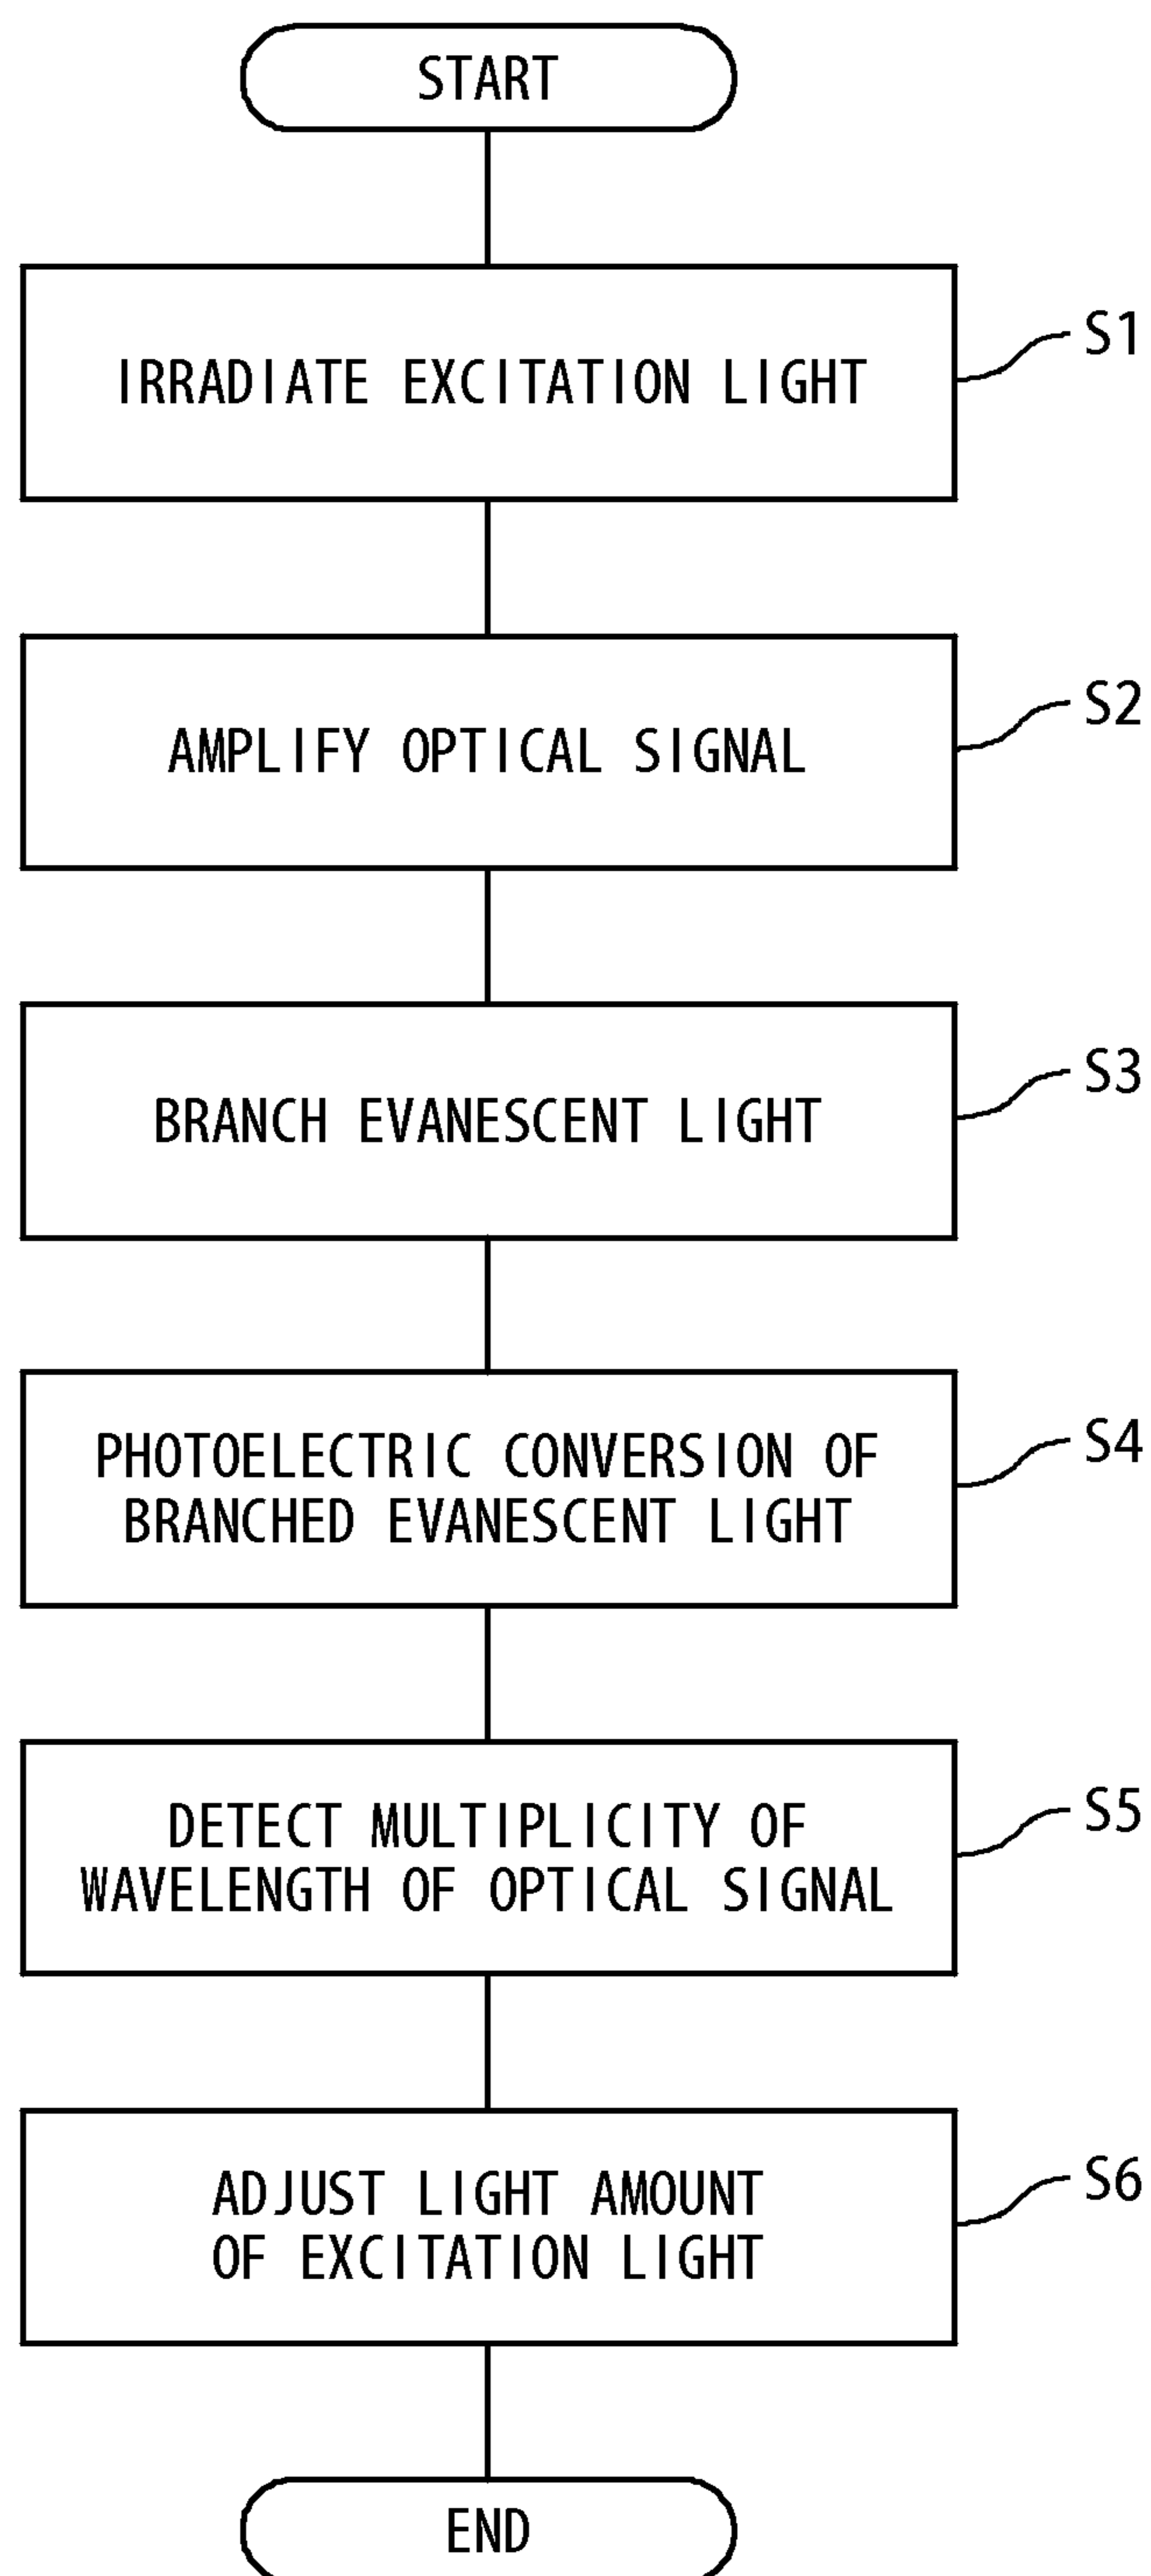 START
IRRADIATE EXCITATION LIGHT
S1
AMPLIFY OPTICAL SIGNAL
S2
BRANCH EVANESCENT LIGHT
S3
PHOTOELECTRIC CONVERSION OF
BRANCHED EVANESCENT LIGHT
S4
DETECT MULTIPLICITY OF
WAVELENGTH OF OPTICAL SIGNAL
S5
ADJUST LIGHT AMOUNT
OF EXCITATION LIGHT
S6
END